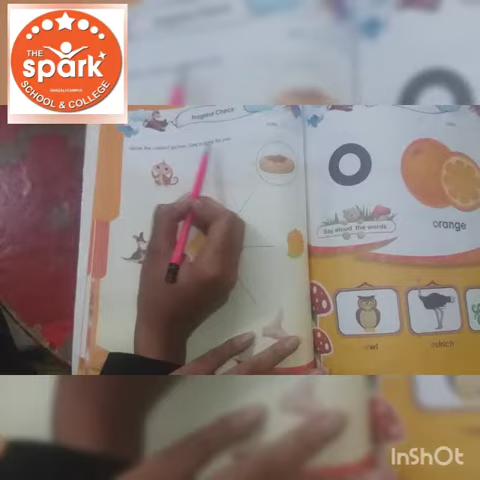 THE
spark
SCHOOL & COLLEGE
Progress Check
O
orange
Say aloud the words
owl
ostrich
InShOt